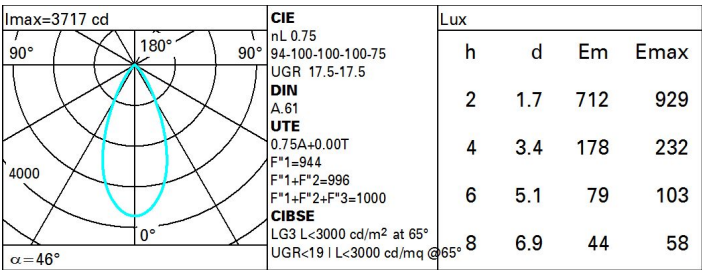 Imax=3717 cd
90°
180°
90°
4000
0°
α=46°
CIE
nL 0.75
94-100-100-100-75
UGR 17.5-17.5
DIN
A.61
UTE
0.75A+0.00T
F"1=944
F"1+F"2=996
F"1+F"2+F"3=1000
CIBSE
LG3 L<3000 cd/m² at 65°
UGR<19 | L<3000 cd/mq @65°
Lux
h d Em Emax
2 1.7 712 929
4 3.4 178 232
6 5.1 79 103
8 6.9 44 58